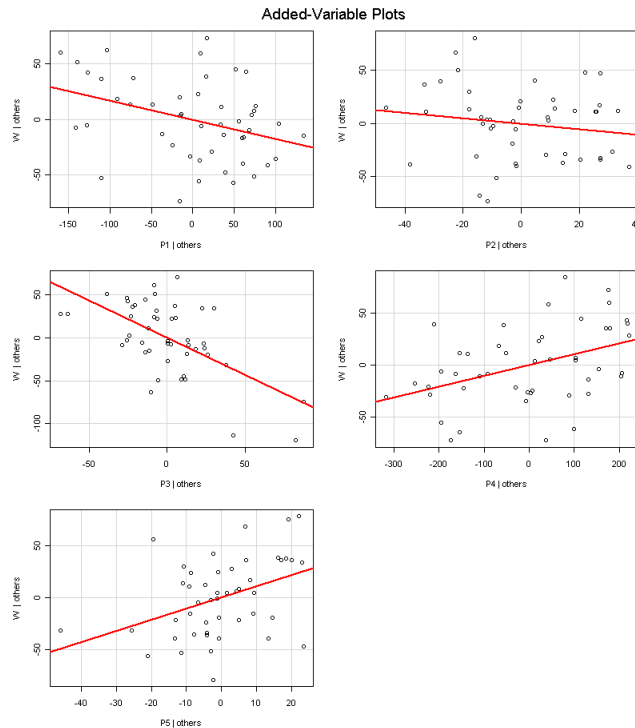 Added-Variable Plots
W | others
50
0
-50
-150 -100 -50 0 50 100
P1 | others
W | others
50
0
-50
-40 -20 0 20 40
P2 | others
W | others
50
0
-50
-100
-50 0 50
P3 | others
W | others
50
0
-50
-300 -200 -100 0 100 200
P4 | others
W | others
50
0
-50
-40 -30 -20 -10 0 10 20
P5 | others